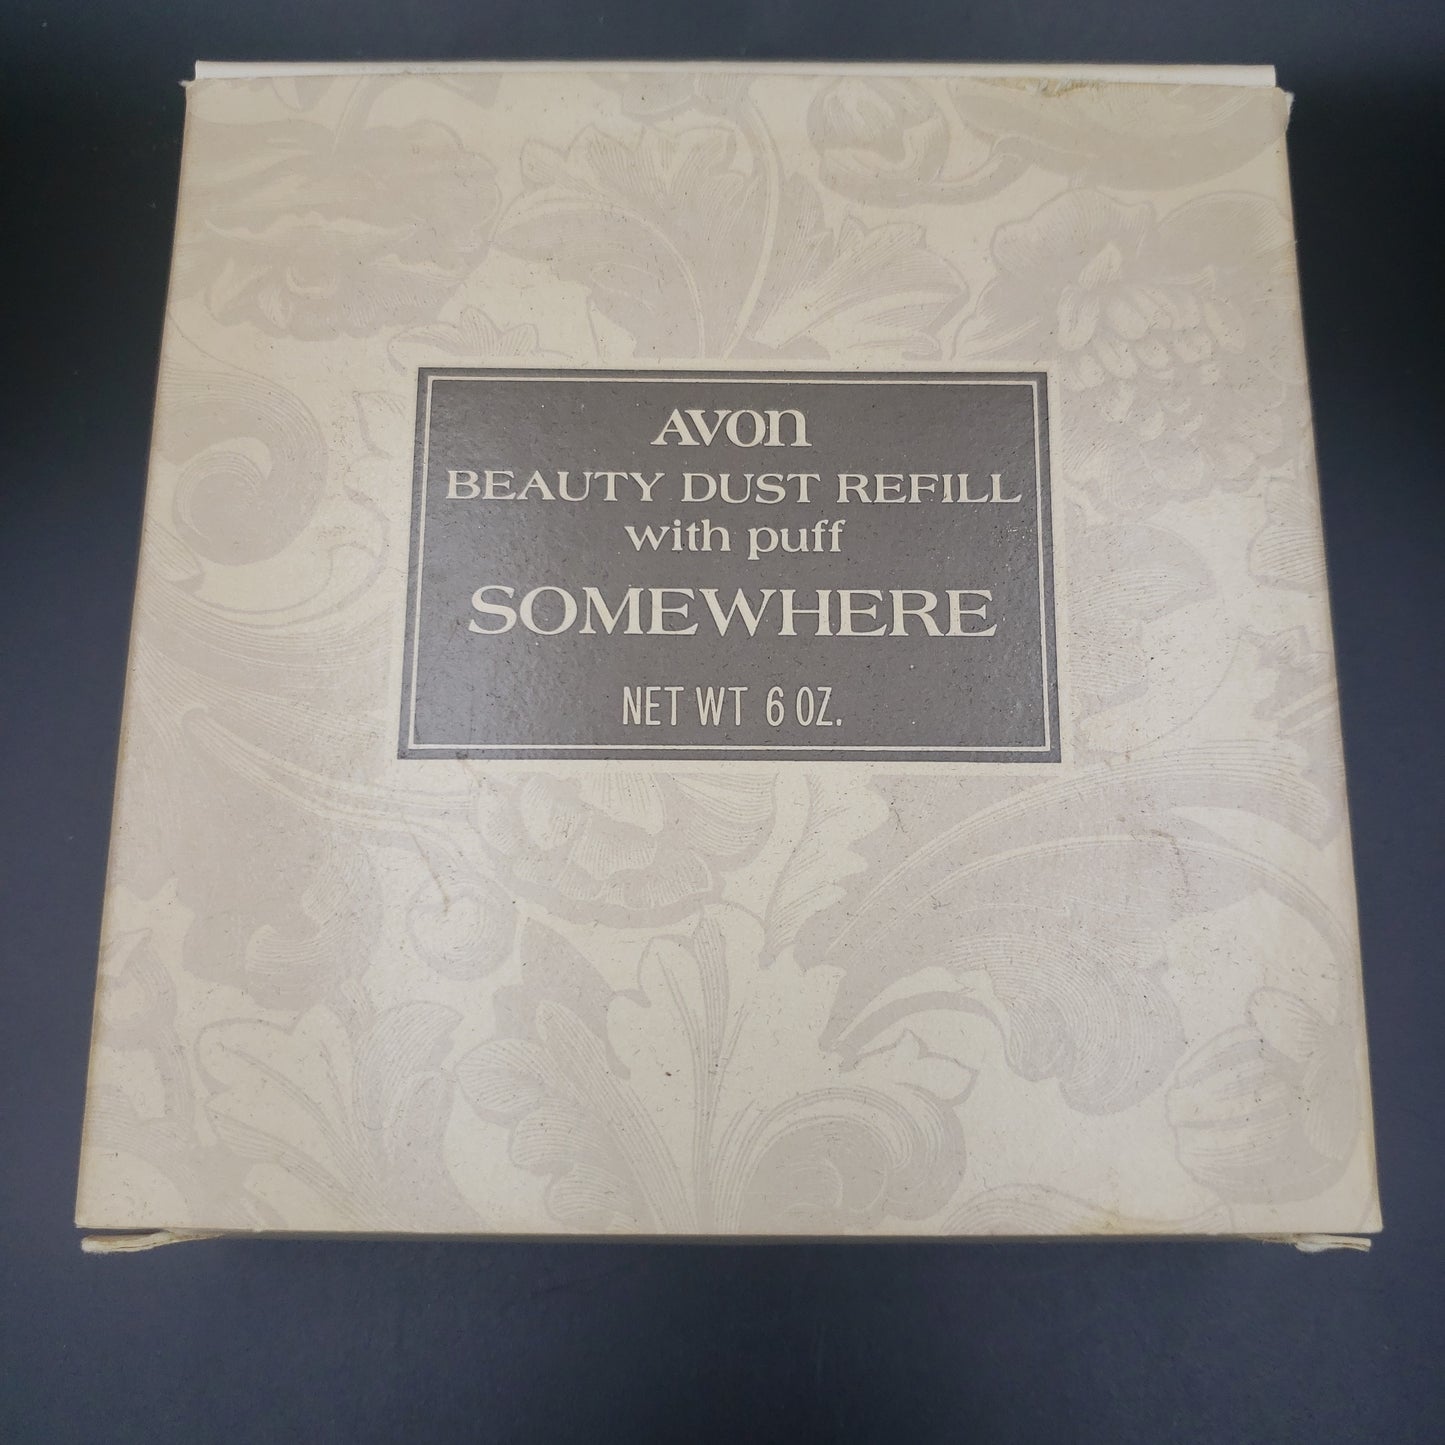 AVON
BEAUTY DUST REFILL
with puff
SOMEWHERE
NET WT 6 OZ.